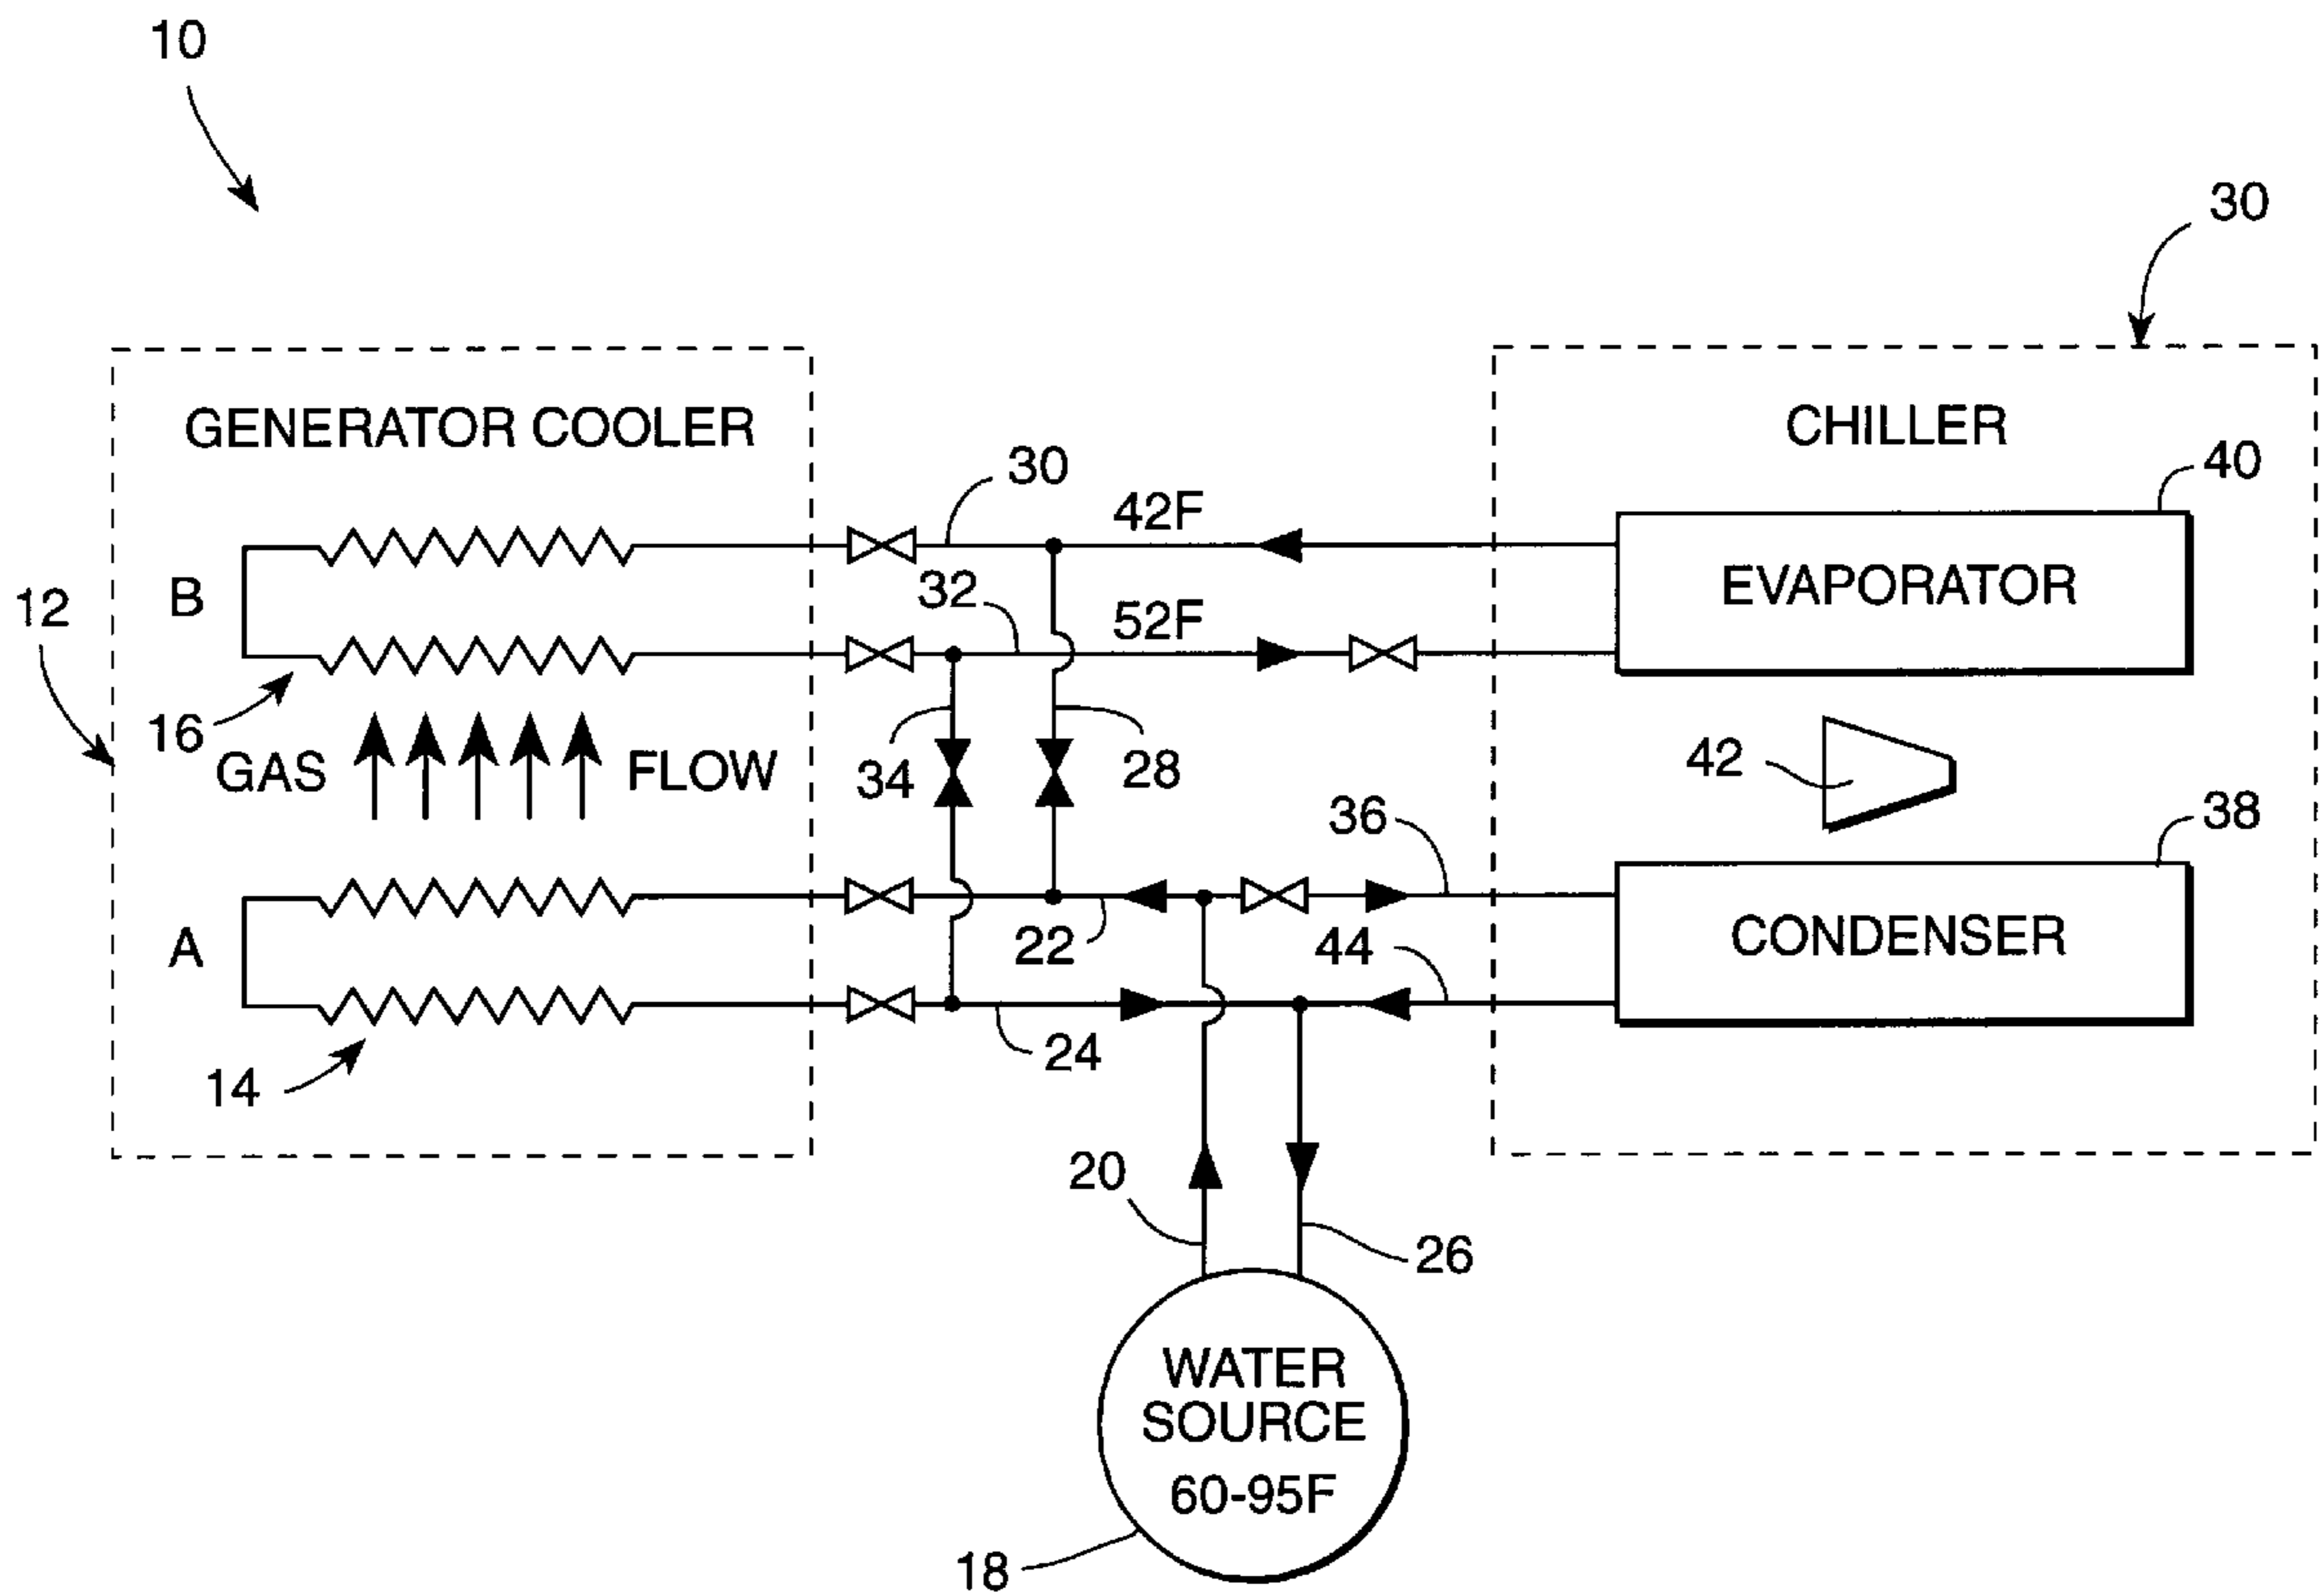 10
30
GENERATOR COOLER
CHILLER
30
42F
40
B
EVAPORATOR
12
32
52F
16
GAS
FLOW
34
28
42
36
38
A
22
44
CONDENSER
24
14
20
26
WATER
SOURCE
60-95F
18